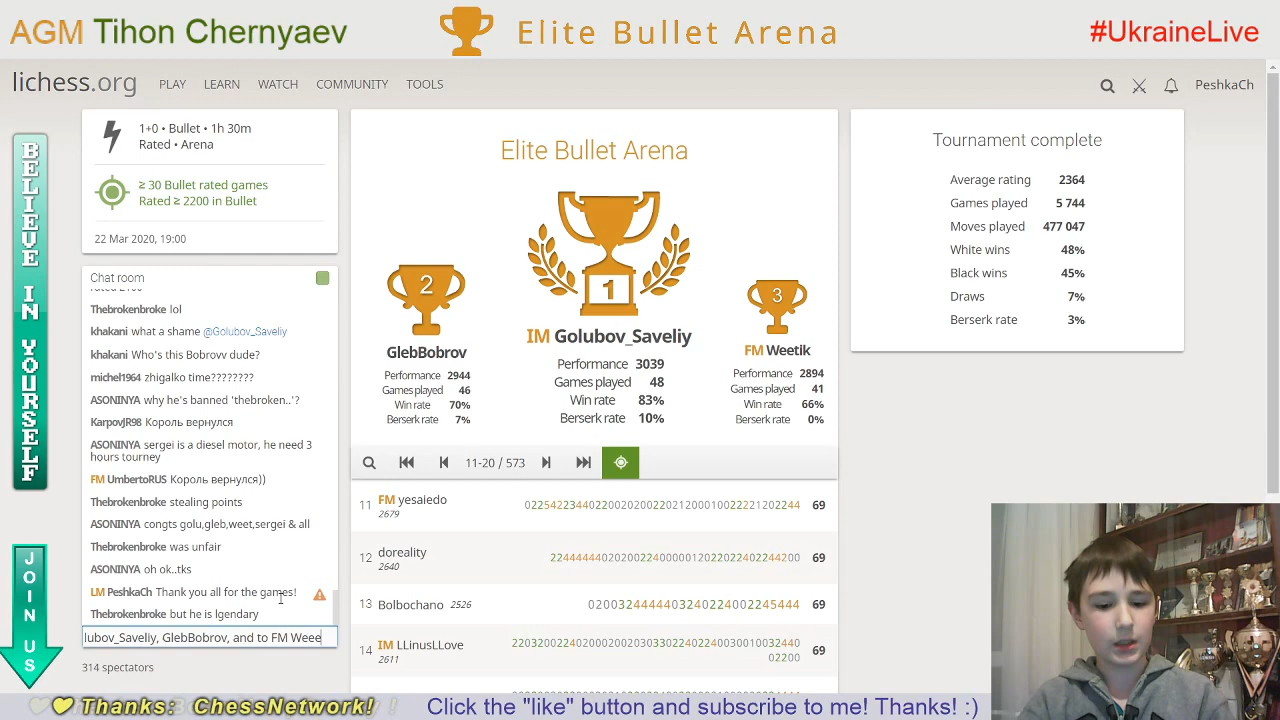 AGM Tihon Chernyaev
Elite Bullet Arena
#UkraineLive
lichess.org
PLAY LEARN WATCH COMMUNITY TOOLS
PeshkaCh
BELIEVE IN YOURSELF
JOIN US
1+0 • Bullet • 1h 30m
Rated • Arena
≥ 30 Bullet rated games
Rated ≥ 2200 in Bullet
22 Mar 2020, 19:00
Chat room
Thebrokenbroke lol
khakani what a shame @Golubov_Saveliy
khakani Who's this Bobrovv dude?
michel1964 zhigalko time????????
ASONINYA why he's banned 'thebroken..'?
KarpovJR98 Король вернулся
ASONINYA sergei is a diesel motor, he need 3
hours tourney
FM UmbertoRUS Король вернулся))
Thebrokenbroke stealing points
ASONINYA congts golu,gleb,weet,sergei & all
Thebrokenbroke was unfair
ASONINYA oh ok..tks
LM PeshkaCh Thank you all for the games!
Thebrokenbroke but he is lgendary
lubov_Saveliy, GlebBobrov, and to FM Weee
314 spectators
Elite Bullet Arena
2
1
3
GlebBobrov
Performance 2944
Games played 46
Win rate 70%
Berserk rate 7%
IM Golubov_Saveliy
Performance 3039
Games played 48
Win rate 83%
Berserk rate 10%
FM Weetik
Performance 2894
Games played 41
Win rate 66%
Berserk rate 0%
11-20 / 573
11 FM yesaiedo 69
2679
12 doreality 2244444402020022400000120220224022442​00 69
2640
13 Bolbochano 2526 0200324444403240224002245444 69
14 IM LLinusLLove 69
2611
02200
Tournament complete
Average rating 2364
Games played 5 744
Moves played 477 047
White wins 48%
Black wins 45%
Draws 7%
Berserk rate 3%
Thanks: ChessNetwork!
Click the "like" button and subscribe to me! Thanks! :)